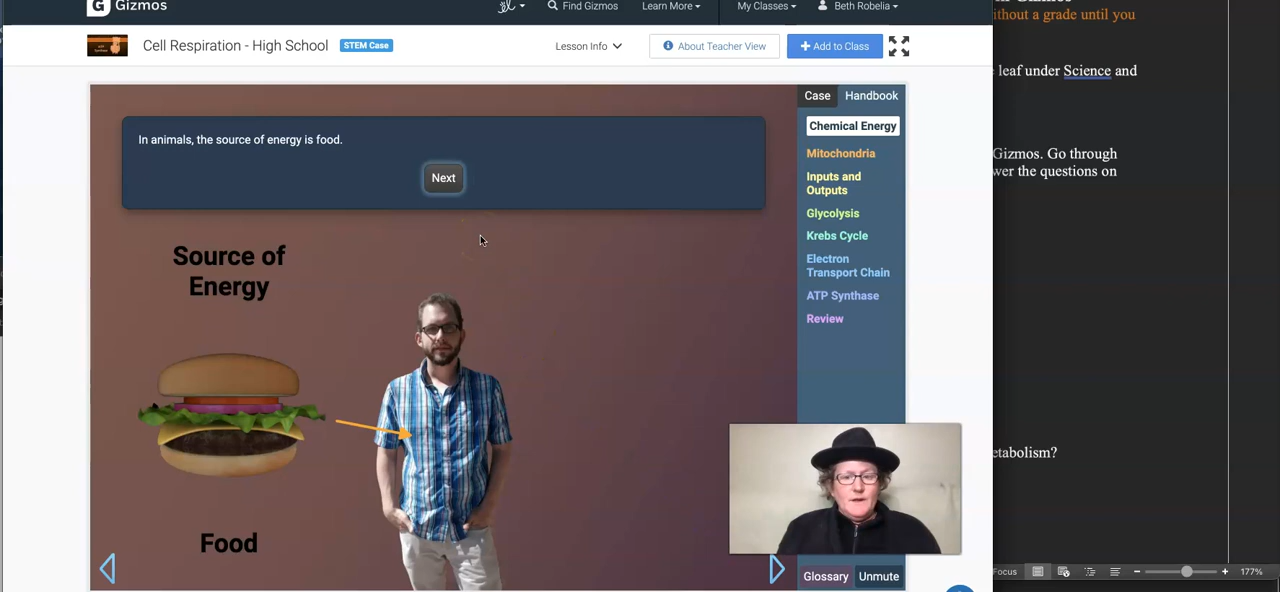 Gizmos
Find Gizmos
Learn More
My Classes
Beth Robelia
Cell Respiration - High School
STEM Case
Lesson Info
About Teacher View
+ Add to Class
Case
Handbook
In animals, the source of energy is food.
Next
Source of
Energy
Food
Chemical Energy
Mitochondria
Inputs and
Outputs
Glycolysis
Krebs Cycle
Electron
Transport Chain
ATP Synthase
Review
Glossary
Unmute
ithout a grade until you
leaf under Science and
Gizmos. Go through
wer the questions on
etabolism?
Focus
177%